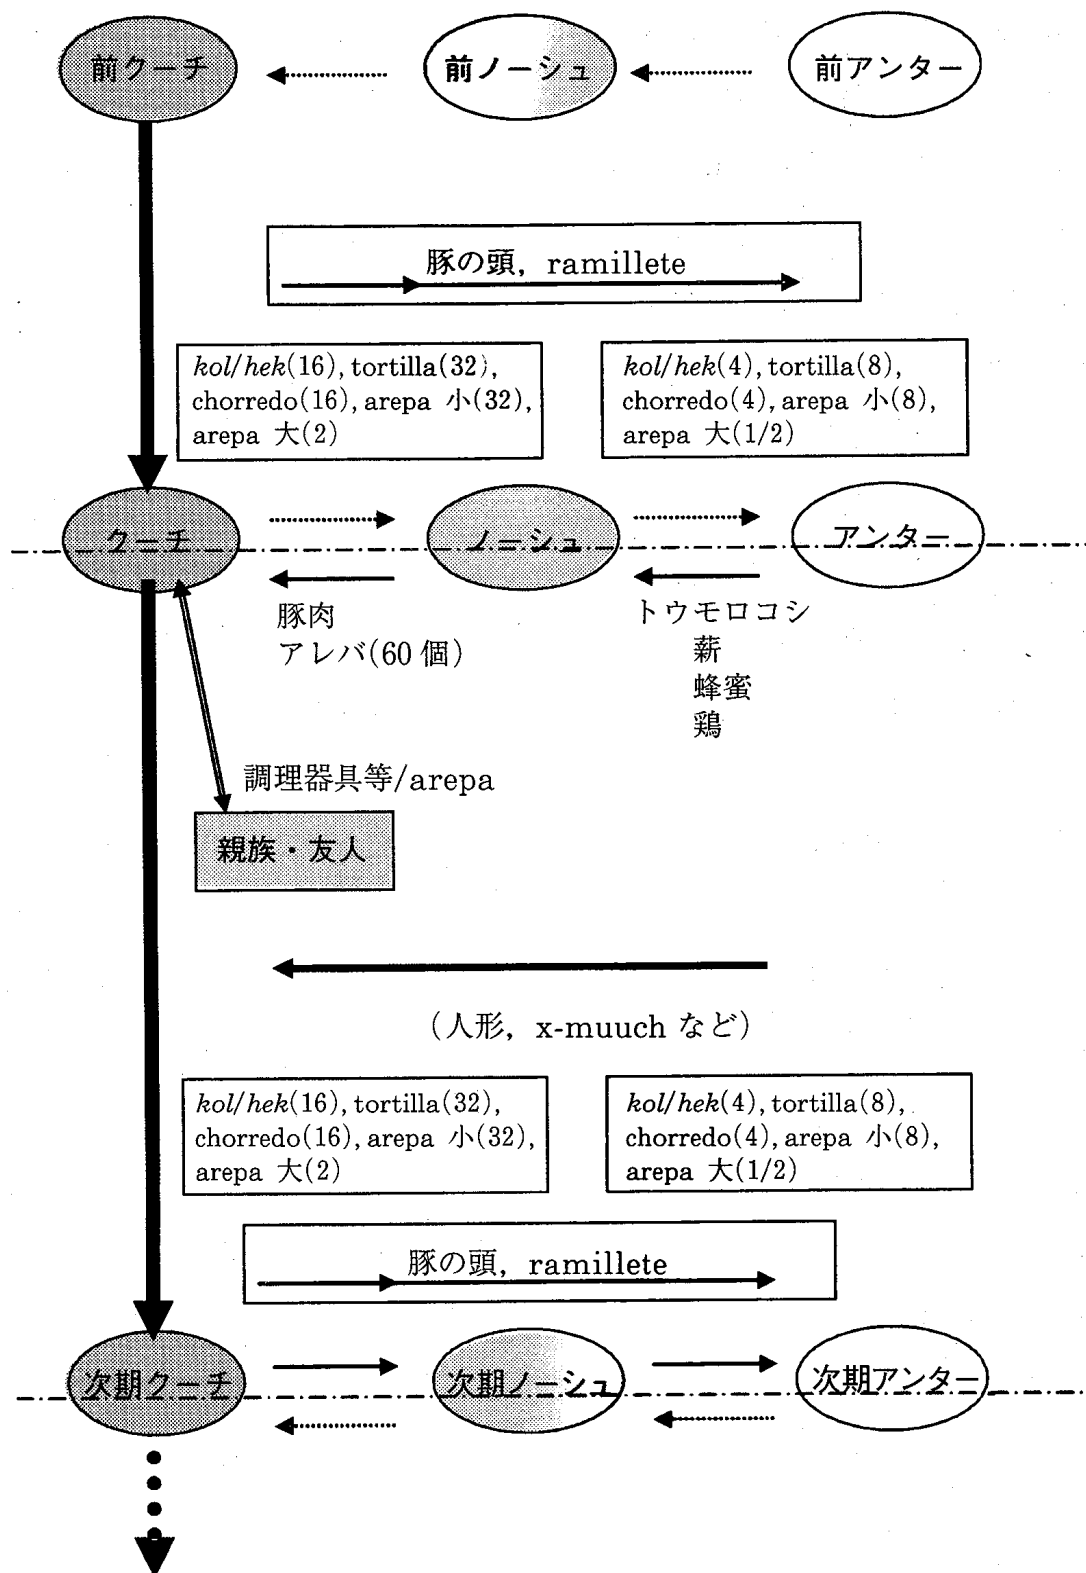 前クーチ
前ノーシュ
前アンター
豚の頭, ramillete
kol/hek(16), tortilla(32),
chorredo(16), arepa 小(32),
arepa 大(2)
kol/hek(4), tortilla(8),
chorredo(4), arepa 小(8),
arepa 大(1/2)
クーチ
ノーシュ
アンター
豚肉
アレバ(60個)
トウモロコシ
薪
蜂蜜
鶏
調理器具等/arepa
親族・友人
(人形, x-muuch など)
kol/hek(16), tortilla(32),
chorredo(16), arepa 小(32),
arepa 大(2)
kol/hek(4), tortilla(8),
chorredo(4), arepa 小(8),
arepa 大(1/2)
豚の頭, ramillete
次期クーチ
次期ノーシュ
次期アンター